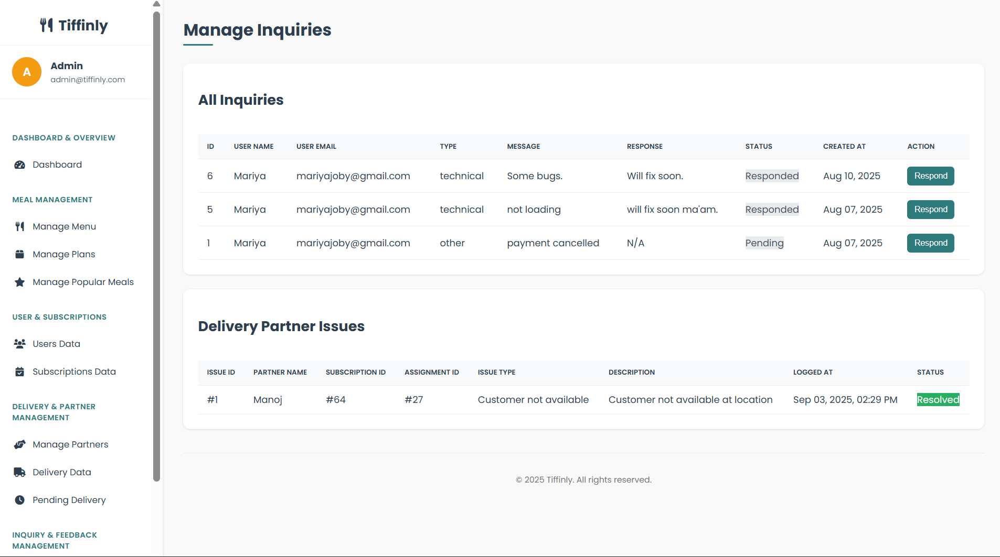 Tiffinly
A
Admin
admin@tiffinly.com
DASHBOARD & OVERVIEW
Dashboard
MEAL MANAGEMENT
Manage Menu
Manage Plans
Manage Popular Meals
USER & SUBSCRIPTIONS
Users Data
Subscriptions Data
DELIVERY & PARTNER
MANAGEMENT
Manage Partners
Delivery Data
Pending Delivery
INQUIRY & FEEDBACK
MANAGEMENT
Manage Inquiries
All Inquiries
ID USER NAME USER EMAIL TYPE MESSAGE RESPONSE STATUS CREATED AT ACTION
6 Mariya mariyajoby@gmail.com technical Some bugs. Will fix soon. Responded Aug 10, 2025 Respond
5 Mariya mariyajoby@gmail.com technical not loading will fix soon ma'am. Responded Aug 07, 2025 Respond
1 Mariya mariyajoby@gmail.com other payment cancelled N/A Pending Aug 07, 2025 Respond
Delivery Partner Issues
ISSUE ID PARTNER NAME SUBSCRIPTION ID ASSIGNMENT ID ISSUE TYPE DESCRIPTION LOGGED AT STATUS
#1 Manoj #64 #27 Customer not available Customer not available at location Sep 03, 2025, 02:29 PM Resolved
© 2025 Tiffinly. All rights reserved.